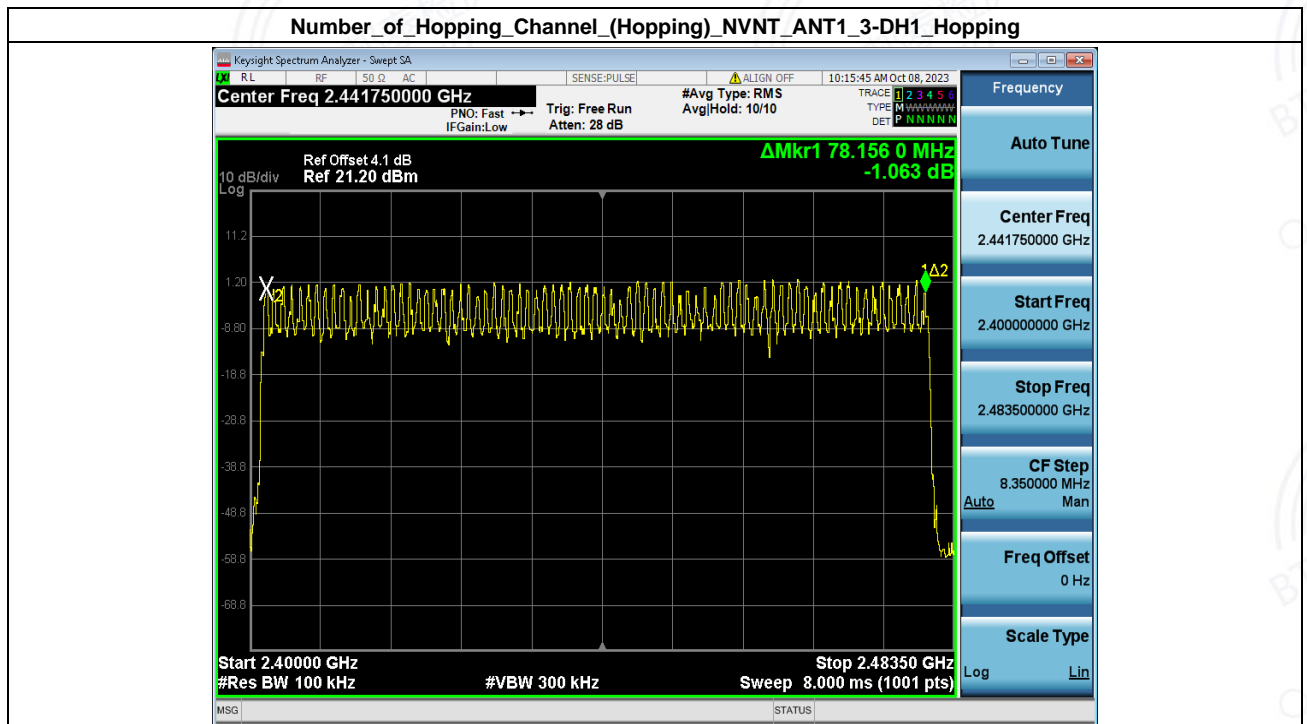 Number_of_Hopping_Channel_(Hopping)_NVNT_ANT1_3-DH1_Hopping
Keysight Spectrum Analyzer - Swept SA
LXI RL RF 50 Ω AC SENSE:PULSE ALIGN OFF 10:15:45 AM Oct 08, 2023
Center Freq 2.441750000 GHz
PNO: Fast
IFGain:Low
Trig: Free Run
Atten: 28 dB
#Avg Type: RMS
Avg|Hold: 10/10
TRACE 1 2 3 4 5 6
TYPE M WWWWW
DET P N N N N N
ΔMkr1 78.156 0 MHz
-1.063 dB
Ref Offset 4.1 dB
10 dB/div Ref 21.20 dBm
Log
11.2
1.20
-8.80
-18.8
-28.8
-38.8
-48.8
-58.8
-68.8
X2
1Δ2
Start 2.40000 GHz Stop 2.48350 GHz
#Res BW 100 kHz #VBW 300 kHz Sweep 8.000 ms (1001 pts)
MSG STATUS
Frequency
Auto Tune
Center Freq
2.441750000 GHz
Start Freq
2.400000000 GHz
Stop Freq
2.483500000 GHz
CF Step
8.350000 MHz
Auto Man
Freq Offset
0 Hz
Scale Type
Log Lin